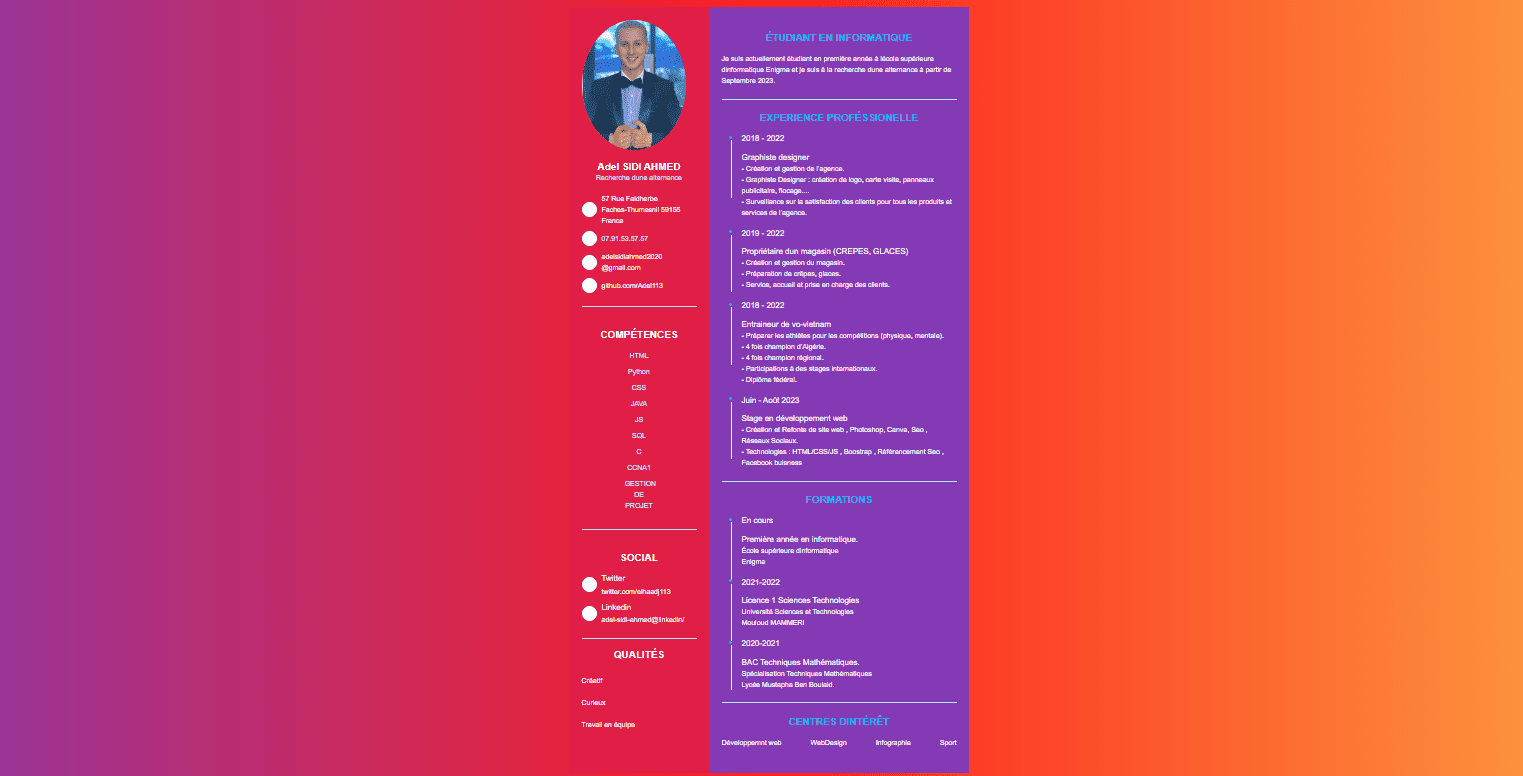 Adel SIDI AHMED
Recherche dune alternance
57 Rue Faidherbe
Faches-Thumesnil 59155
France
07.91.53.57.57
adelsidiahmed2020
@gmail.com
github.com/Adel113
COMPÉTENCES
HTML
Python
CSS
JAVA
JS
SQL
C
CCNA1
GESTION
DE
PROJET
SOCIAL
Twitter
twitter.com/elhaadj113
Linkedin
adel-sidi-ahmed@linkedin/
QUALITÉS
Créatif
Curieux
Travail en équipe
ÉTUDIANT EN INFORMATIQUE
Je suis actuellement étudiant en première année à lécole supérieure
dinformatique Enigma et je suis à la recherche dune alternance à partir de
Septembre 2023.
EXPERIENCE PROFÉSSIONELLE
2018 - 2022
Graphiste designer
- Création et gestion de l'agence.
- Graphiste Designer : création de logo, carte visite, panneaux
publicitaire, flocage....
- Surveillance sur la satisfaction des clients pour tous les produits et
services de l'agence.
2019 - 2022
Propriétaire dun magasin (CREPES, GLACES)
- Création et gestion du magasin.
- Préparation de crêpes, glaces.
- Service, accueil et prise en charge des clients.
2018 - 2022
Entraineur de vo-vietnam
- Préparer les athlètes pour les compétitions (physique, mentale).
- 4 fois champion d'Algérie.
- 4 fois champion régional.
- Participations à des stages internationaux.
- Diplôme fédéral.
Juin - Août 2023
Stage en développement web
- Création et Refonte de site web , Photoshop, Canva, Seo ,
Réseaux Sociaux.
- Technologies : HTML/CSS/JS , Boostrap , Référencement Seo ,
Facebook buisness
FORMATIONS
En cours
Première année en informatique.
École supérieure dinformatique
Enigma
2021-2022
Licence 1 Sciences Technologies
Université Sciences et Technologies
Mouloud MAMMERI
2020-2021
BAC Techniques Mathématiques.
Spécialisation Techniques Mathématiques
Lycée Mustapha Ben Boulaid.
CENTRES DINTÉRÊT
Développemnt web WebDesign Infographie Sport